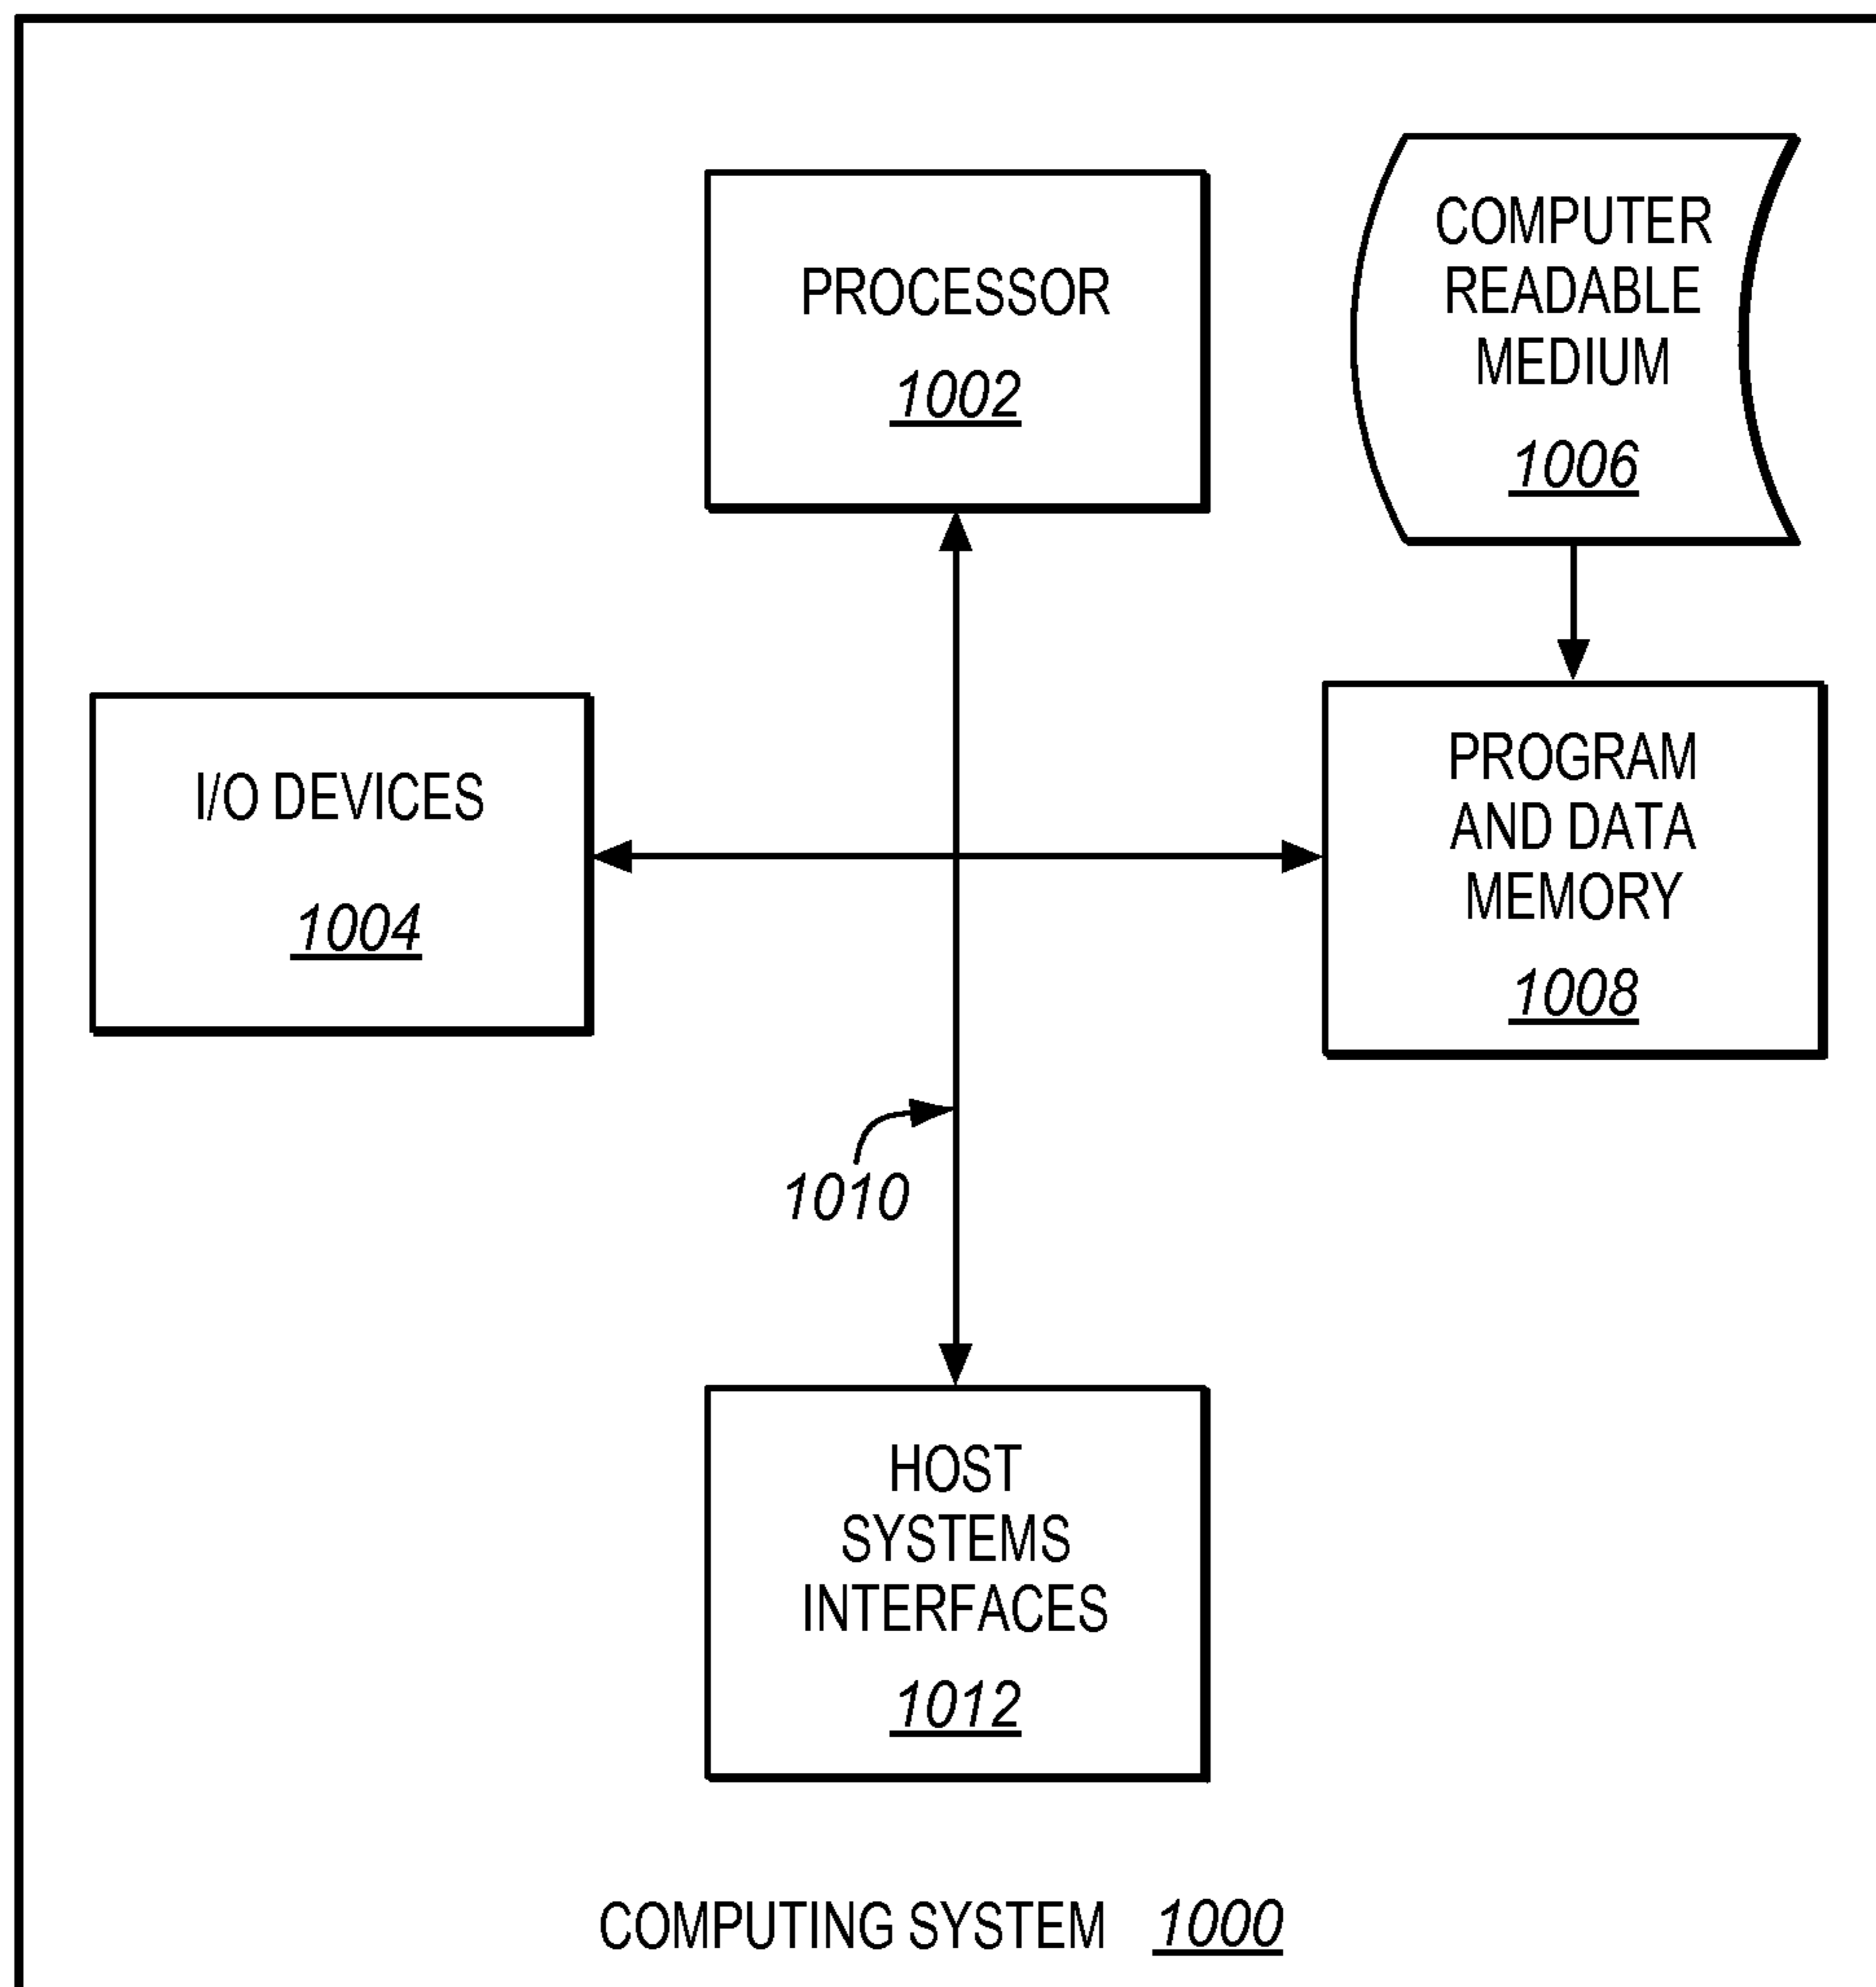 PROCESSOR
1002
COMPUTER
READABLE
MEDIUM
1006
I/O DEVICES
1004
PROGRAM
AND DATA
MEMORY
1008
1010
HOST
SYSTEMS
INTERFACES
1012
COMPUTING SYSTEM 1000